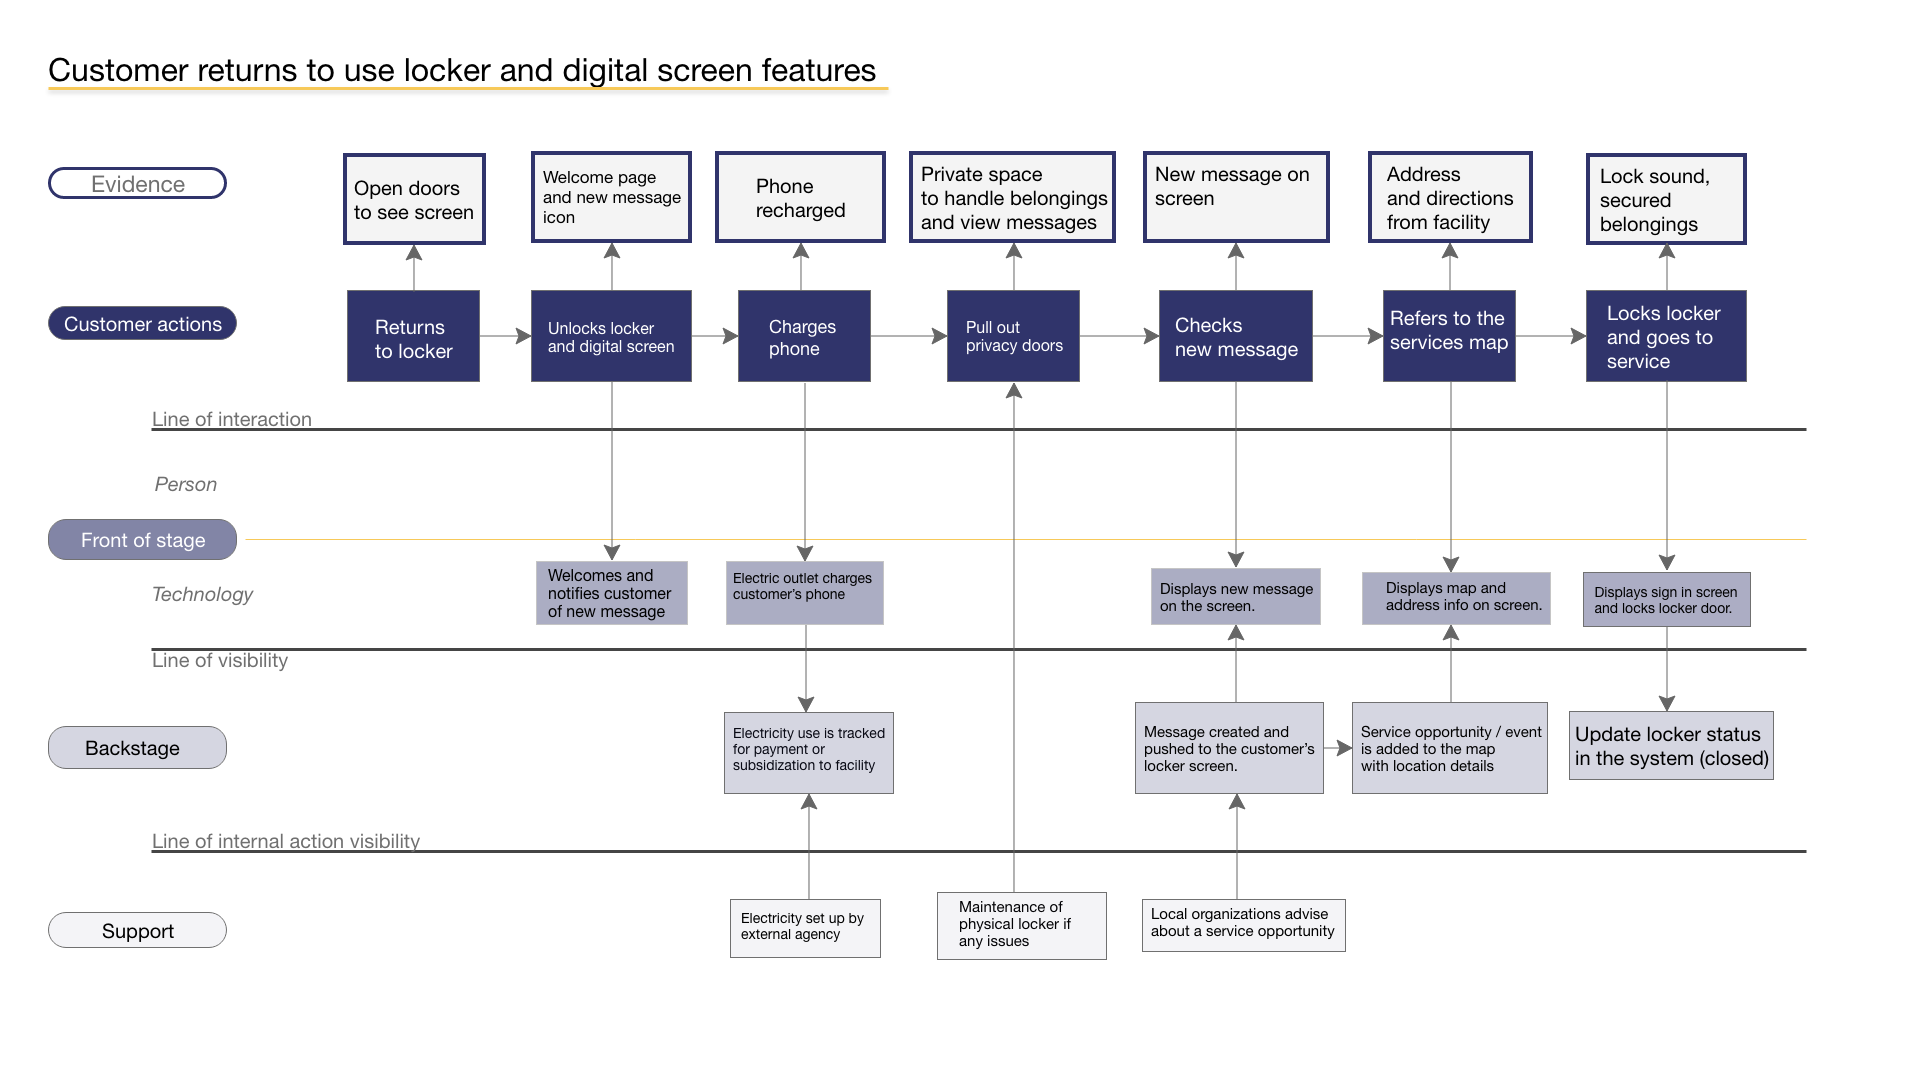 Customer returns to use locker and digital screen features
Evidence
Open doors
to see screen
Welcome page
and new message
icon
Phone
recharged
Private space
to handle belongings
and view messages
New message on
screen
Address
and directions
from facility
Lock sound,
secured
belongings
Customer actions
Returns
to locker
Unlocks locker
and digital screen
Charges
phone
Pull out
privacy doors
Checks
new message
Refers to the
services map
Locks locker
and goes to
service
Line of interaction
Person
Front of stage
Technology
Welcomes and
notifies customer
of new message
Electric outlet charges
customer’s phone
Displays new message
on the screen.
Displays map and
address info on screen.
Displays sign in screen
and locks locker door.
Line of visibility
Backstage
Electricity use is tracked
for payment or
subsidization to facility
Message created and
pushed to the customer’s
locker screen.
Service opportunity / event
is added to the map
with location details
Update locker status
in the system (closed)
Line of internal action visibility
Support
Electricity set up by
external agency
Maintenance of
physical locker if
any issues
Local organizations advise
about a service opportunity